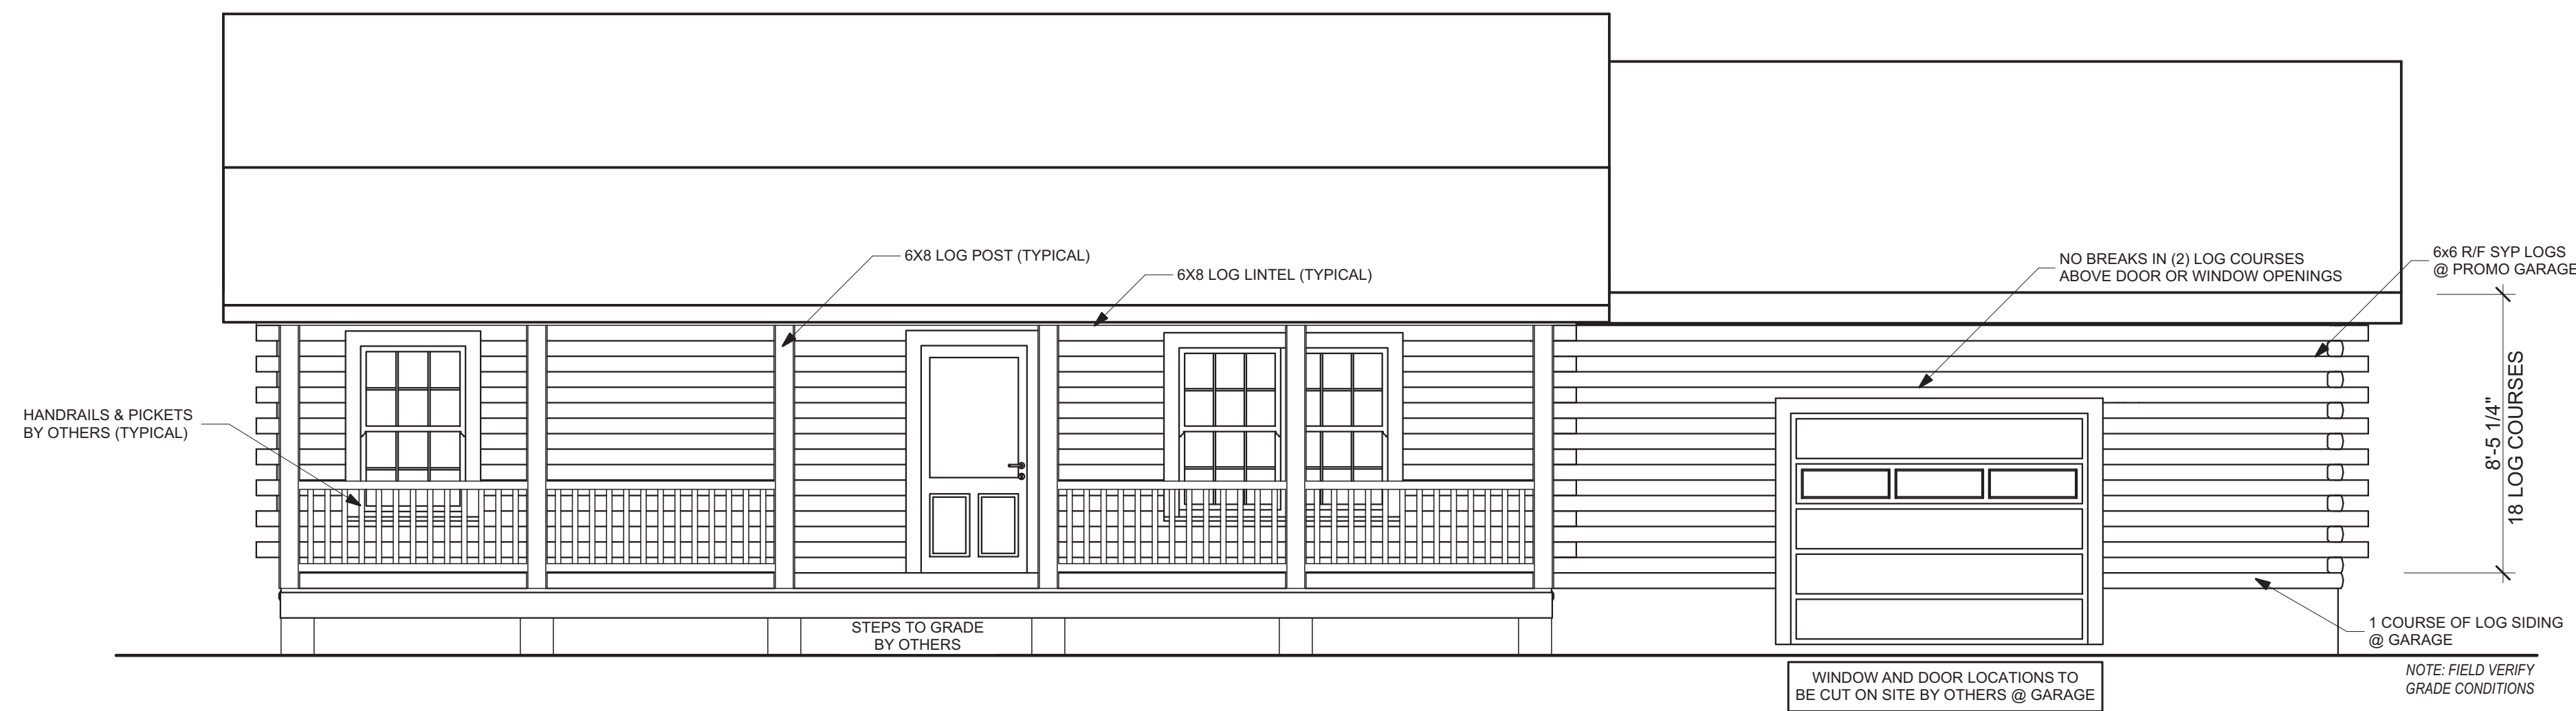 6X8 LOG POST (TYPICAL)
6X8 LOG LINTEL (TYPICAL)
NO BREAKS IN (2) LOG COURSES
ABOVE DOOR OR WINDOW OPENINGS
6x6 R/F SYP LOGS
@ PROMO GARAGE
HANDRAILS & PICKETS
BY OTHERS (TYPICAL)
8'-5 1/4"
18 LOG COURSES
STEPS TO GRADE
BY OTHERS
1 COURSE OF LOG SIDING
@ GARAGE
WINDOW AND DOOR LOCATIONS TO
BE CUT ON SITE BY OTHERS @ GARAGE
NOTE: FIELD VERIFY
GRADE CONDITIONS